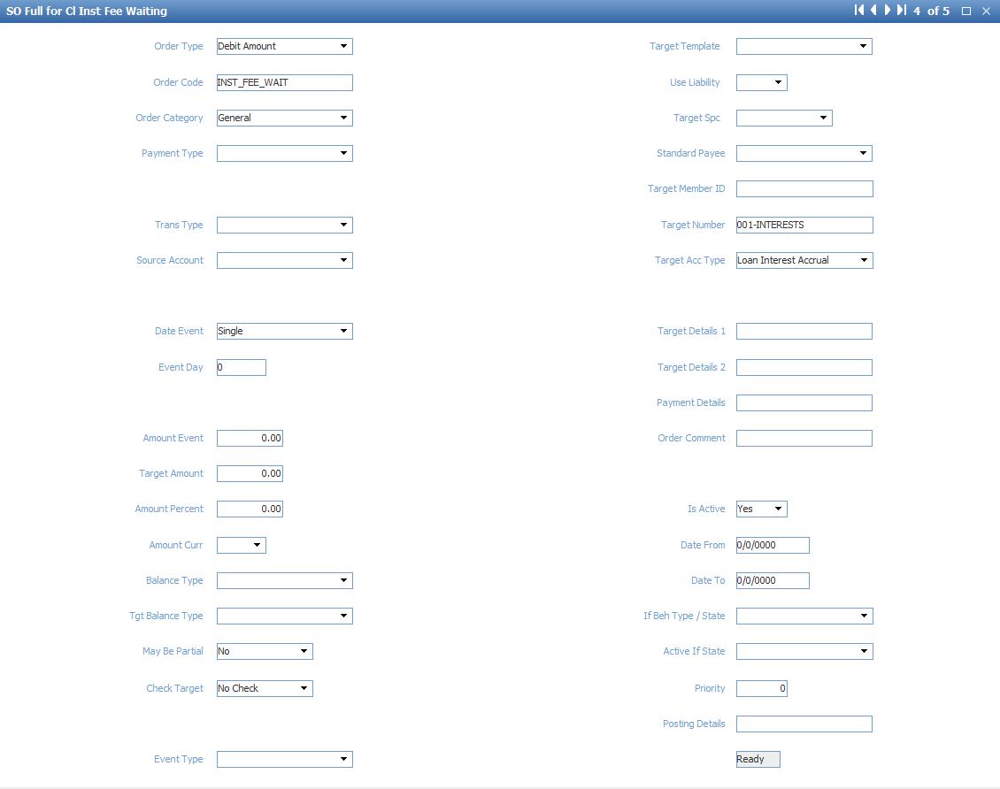 SO Full for Cl Inst Fee Waiting 4 of 5
Order Type Debit Amount Target Template
Order Code INST_FEE_WAIT Use Liability
Order Category General Target Spc
Payment Type Standard Payee
Target Member ID
Trans Type Target Number 001-INTERESTS
Source Account Target Acc Type Loan Interest Accrual
Date Event Single Target Details 1
Event Day 0 Target Details 2
Payment Details
Amount Event 0.00 Order Comment
Target Amount 0.00
Amount Percent 0.00 Is Active Yes
Amount Curr Date From 0/0/0000
Balance Type Date To 0/0/0000
Tgt Balance Type If Beh Type / State
May Be Partial No Active If State
Check Target No Check Priority 0
Posting Details
Event Type Ready